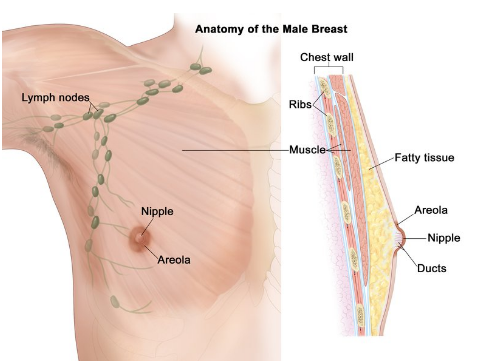 Anatomy of the Male Breast
Chest wall
Lymph nodes
Ribs
Muscle
Fatty tissue
Nipple
Areola
Areola
Nipple
Ducts